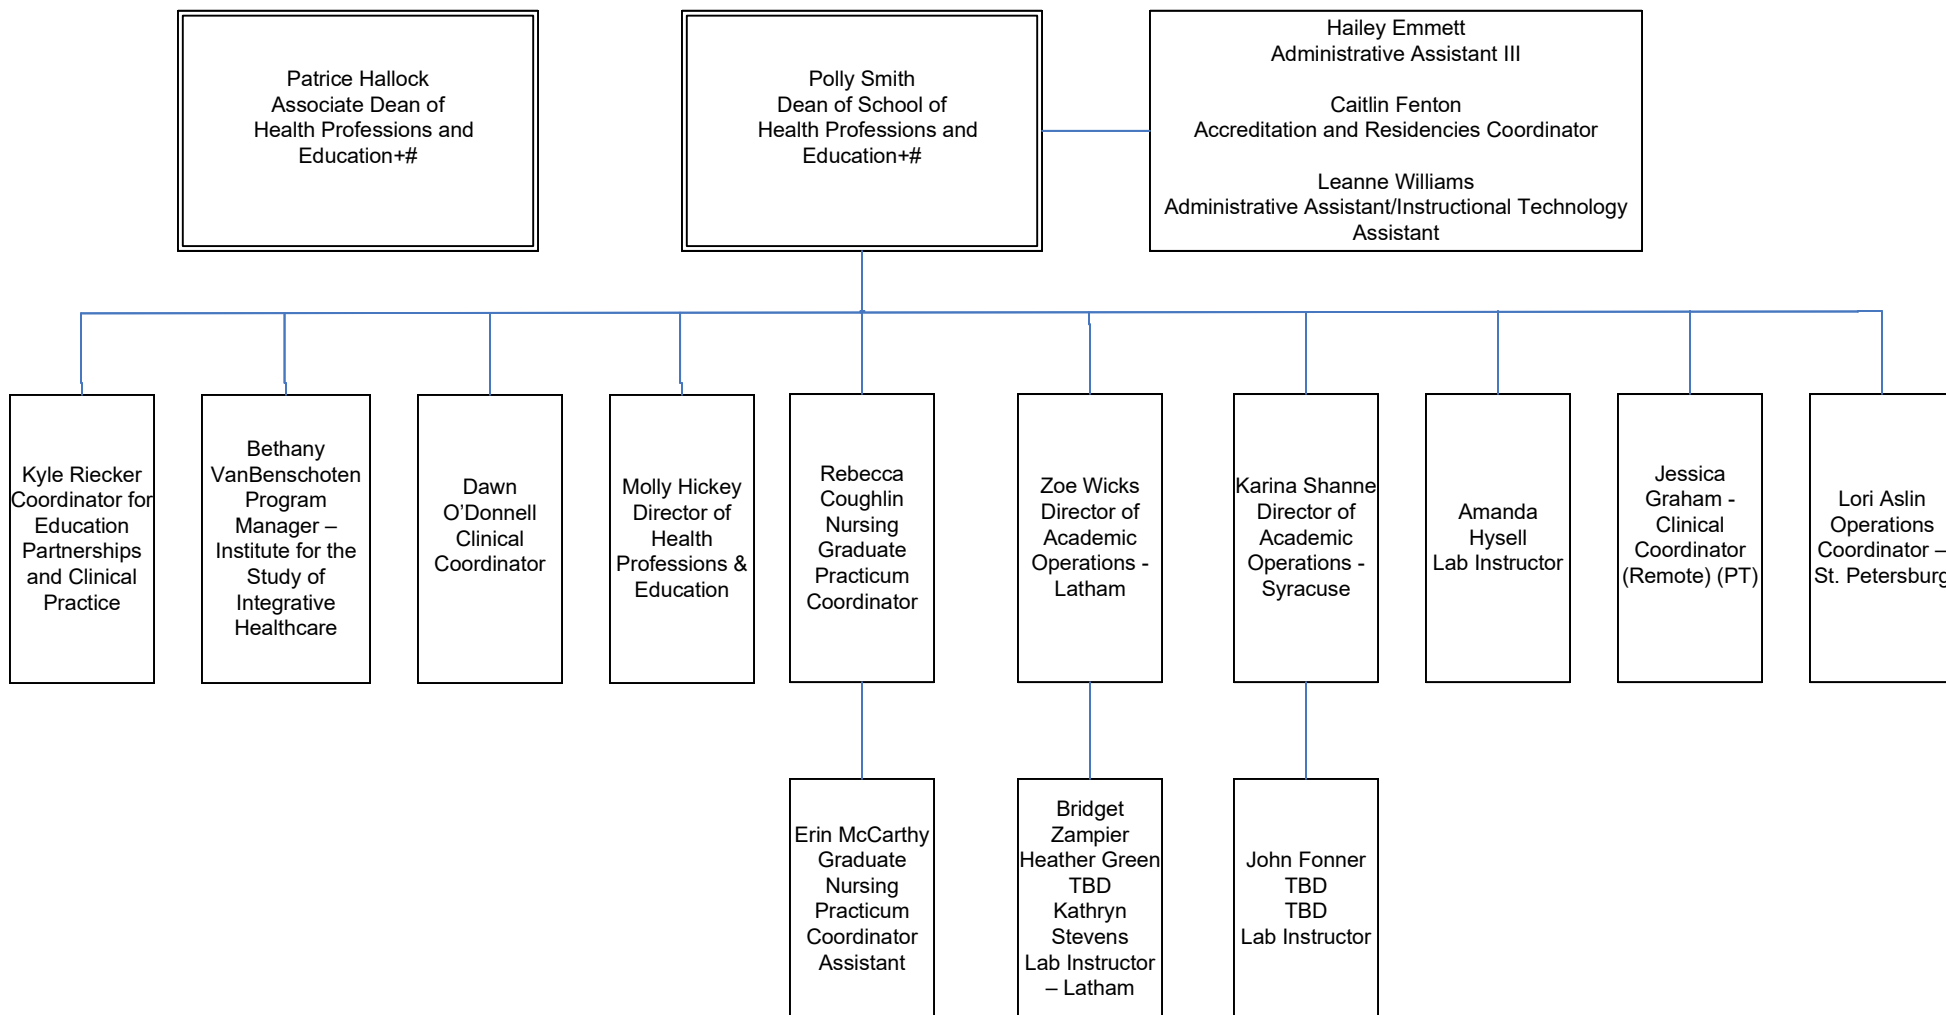 Patrice Hallock
Associate Dean of
Health Professions and
Education+#
Polly Smith
Dean of School of
Health Professions and
Education+#
Hailey Emmett
Administrative Assistant III
Caitlin Fenton
Accreditation and Residencies Coordinator
Leanne Williams
Administrative Assistant/Instructional Technology
Assistant
Kyle Riecker
Coordinator for
Education
Partnerships
and Clinical
Practice
Bethany
VanBenschoten
Program
Manager –
Institute for the
Study of
Integrative
Healthcare
Dawn
O’Donnell
Clinical
Coordinator
Molly Hickey
Director of
Health
Professions &
Education
Rebecca
Coughlin
Nursing
Graduate
Practicum
Coordinator
Zoe Wicks
Director of
Academic
Operations -
Latham
Karina Shanne
Director of
Academic
Operations -
Syracuse
Amanda
Hysell
Lab Instructor
Jessica
Graham -
Clinical
Coordinator
(Remote) (PT)
Lori Aslin
Operations
Coordinator –
St. Petersburg
Erin McCarthy
Graduate
Nursing
Practicum
Coordinator
Assistant
Bridget
Zampier
Heather Green
TBD
Kathryn
Stevens
Lab Instructor
– Latham
John Fonner
TBD
TBD
Lab Instructor